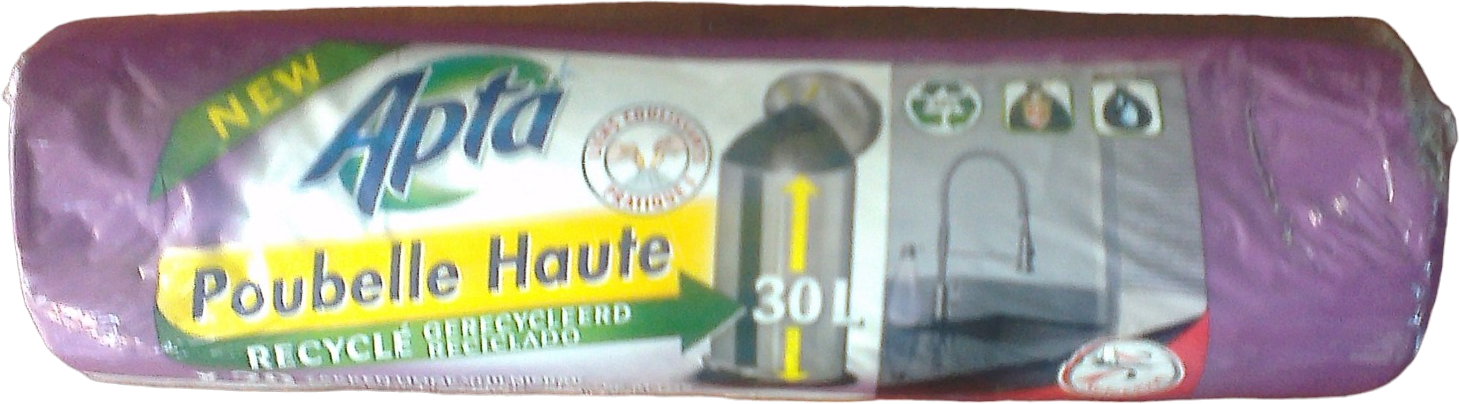 NEW
Apta
Poubelle Haute
RECYCLÉ GERECYCLEERD
RECICLADO
30 L